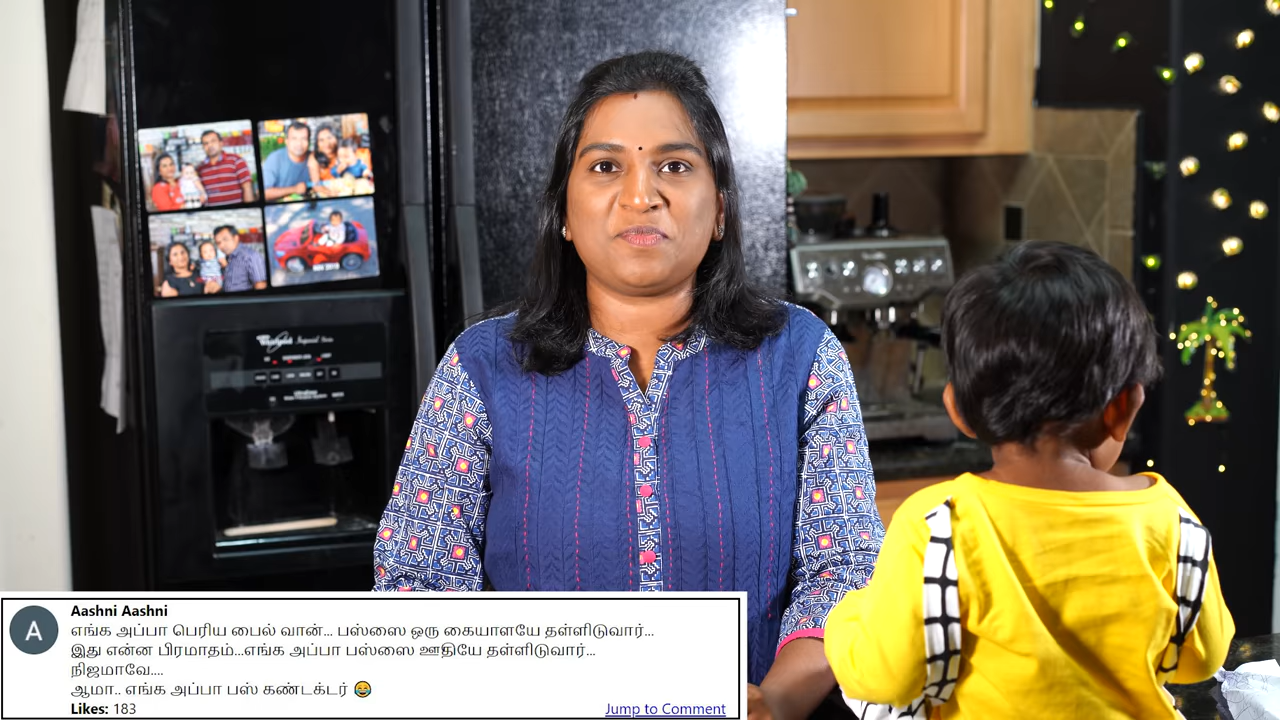 Whirlpool
Aashni Aashni
A
எங்க அப்பா பெரிய பைல் வான்... பஸ்ஸை ஒரு கையாளயே தள்ளிடுவார்...
இது என்ன பிரமாதம்...எங்க அப்பா பஸ்ஸை ஊதியே தள்ளிடுவார்...
நிஜமாவே....
ஆமா.. எங்க அப்பா பஸ் கண்டக்டர் 😂
Likes: 183
Jump to Comment